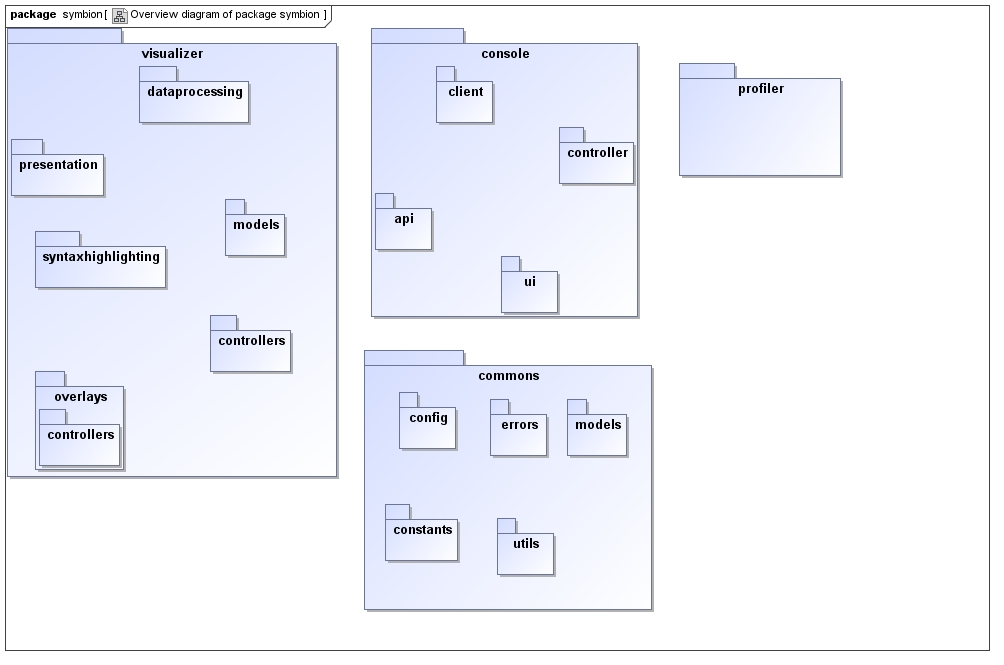 package symbion [ Overview diagram of package symbion ]
visualizer
dataprocessing
presentation
models
syntaxhighlighting
controllers
overlays
controllers
console
client
controller
api
ui
profiler
commons
config
errors
models
constants
utils